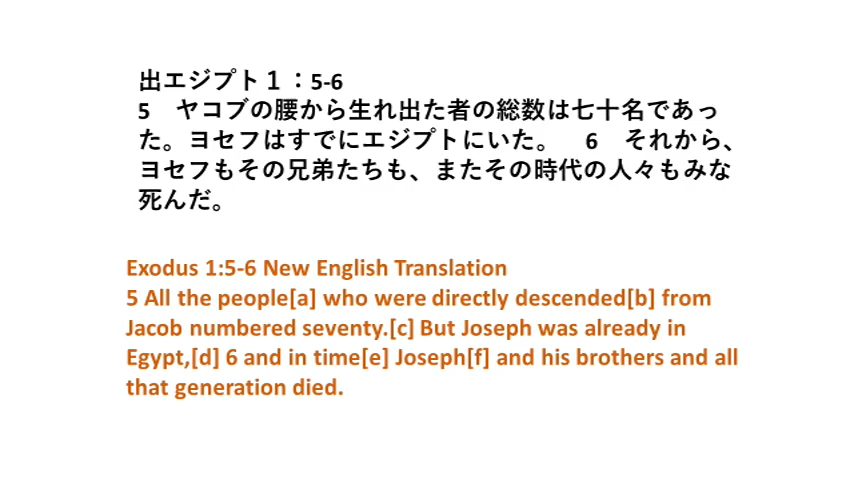 出エジプト１：5-6
5　ヤコブの腰から生れ出た者の総数は七十名であっ
た。ヨセフはすでにエジプトにいた。　6　それから、
ヨセフもその兄弟たちも、またその時代の人々もみな
死んだ。
Exodus 1:5-6 New English Translation
5 All the people[a] who were directly descended[b] from
Jacob numbered seventy.[c] But Joseph was already in
Egypt,[d] 6 and in time[e] Joseph[f] and his brothers and all
that generation died.